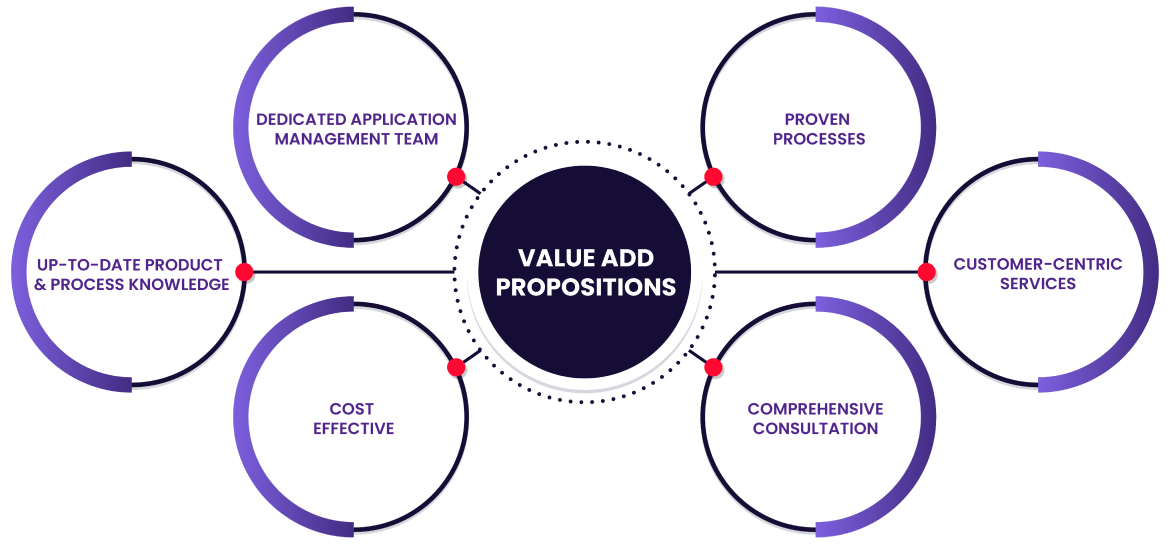 DEDICATED APPLICATION
MANAGEMENT TEAM
PROVEN
PROCESSES
UP-TO-DATE PRODUCT
& PROCESS KNOWLEDGE
VALUE ADD
PROPOSITIONS
CUSTOMER-CENTRIC
SERVICES
COST
EFFECTIVE
COMPREHENSIVE
CONSULTATION